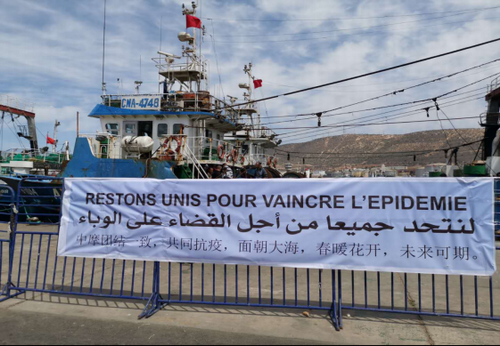 CNA-4748
RESTONS UNIS POUR VAINCRE L'EPIDEMIE
لنتحد جميعا من أجل القضاء على الوباء
中摩团结一致，共同抗疫，面朝大海，春暖花开，未来可期。